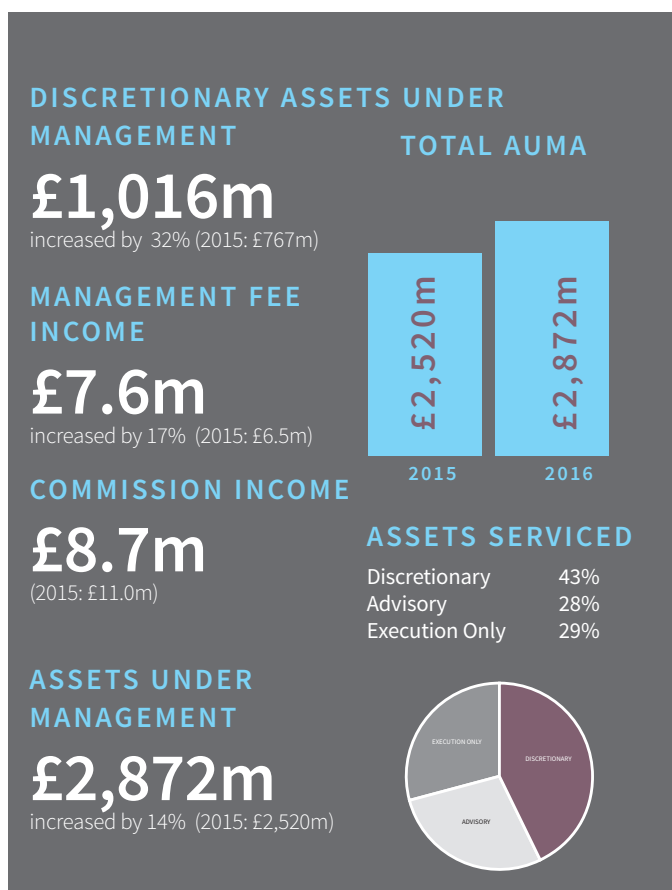 DISCRETIONARY ASSETS UNDER
MANAGEMENT
£1,016m
increased by 32% (2015: £767m)
MANAGEMENT FEE
INCOME
£7.6m
increased by 17% (2015: £6.5m)
COMMISSION INCOME
£8.7m
(2015: £11.0m)
ASSETS UNDER
MANAGEMENT
£2,872m
increased by 14% (2015: £2,520m)
TOTAL AUMA
£2,520m
£2,872m
2015 2016
ASSETS SERVICED
Discretionary 43%
Advisory 28%
Execution Only 29%
EXECUTION ONLY
DISCRETIONARY
ADVISORY